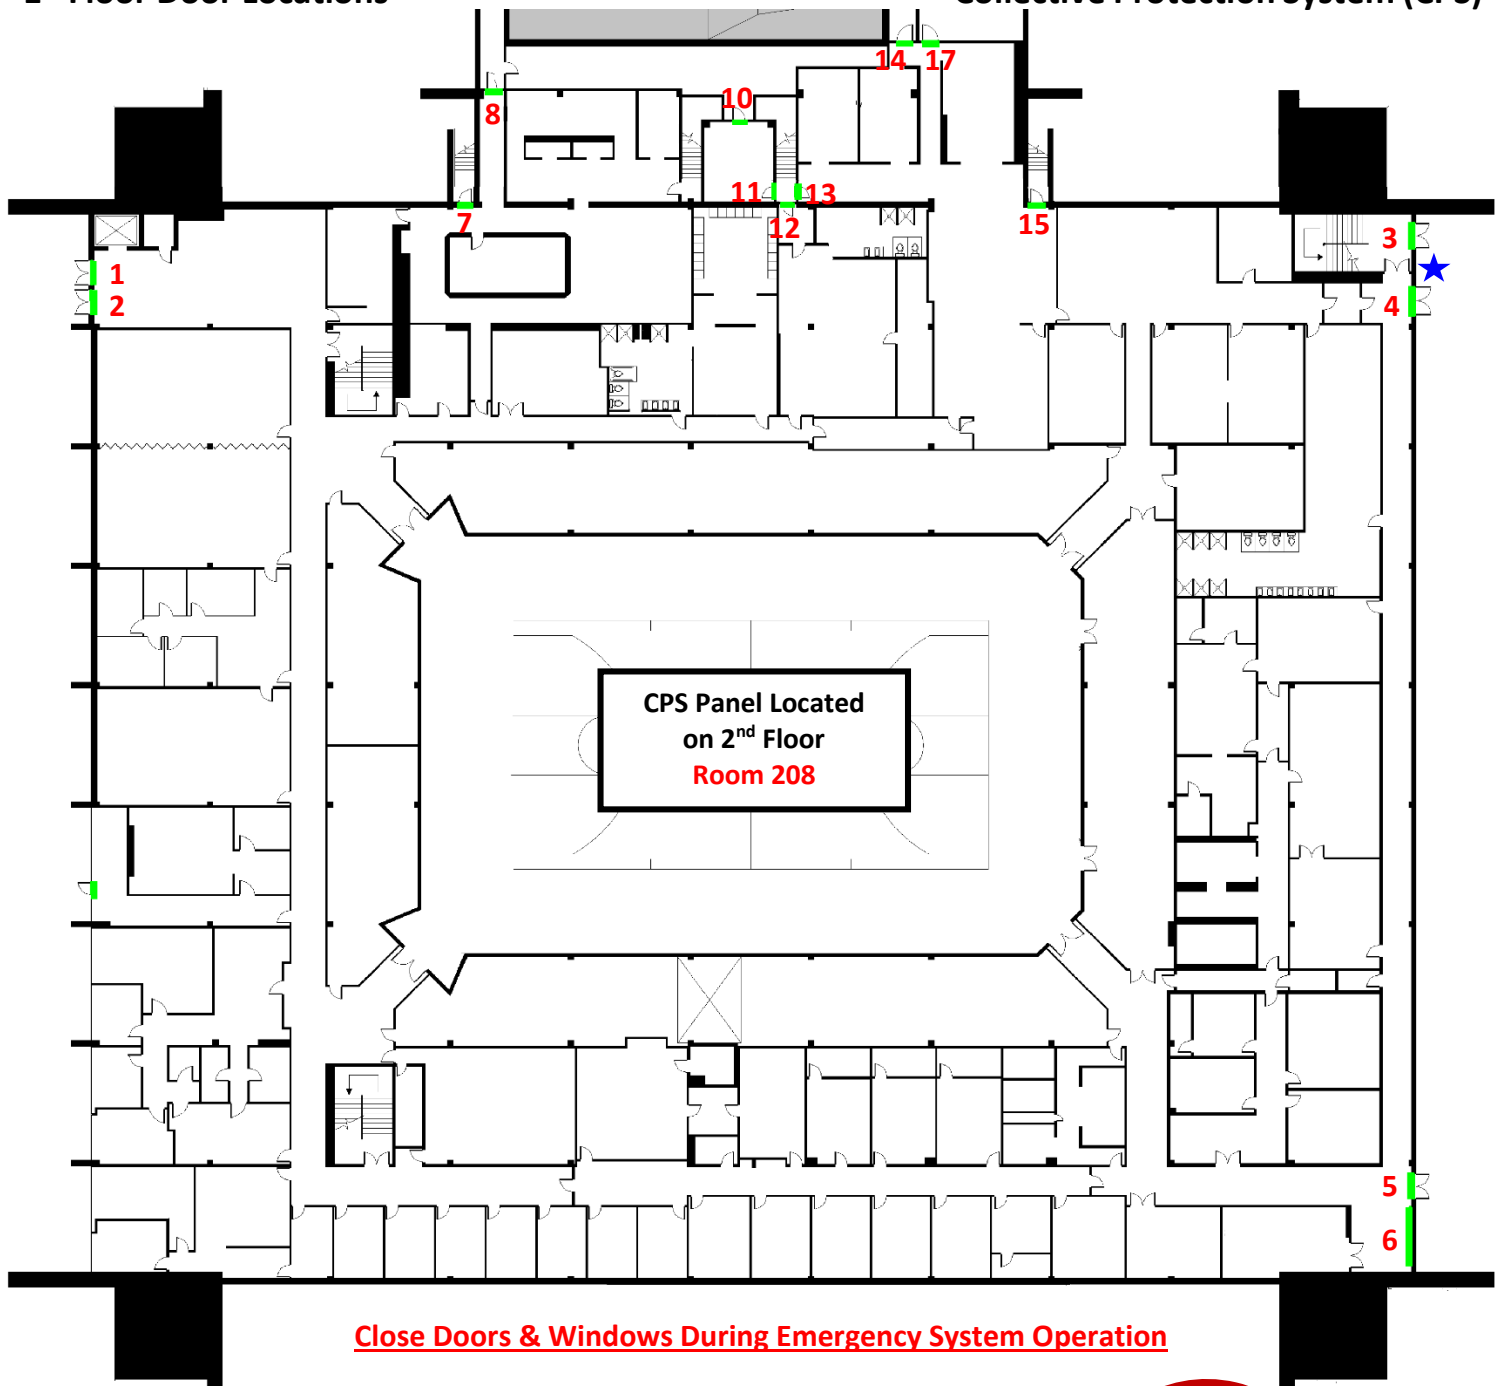 Floor Door Locations
Collective Protection System (CPS)
14
17
8
10
11
13
7
12
15
3
1
2
4
CPS Panel Located
on 2nd Floor
Room 208
5
6
Close Doors & Windows During Emergency System Operation